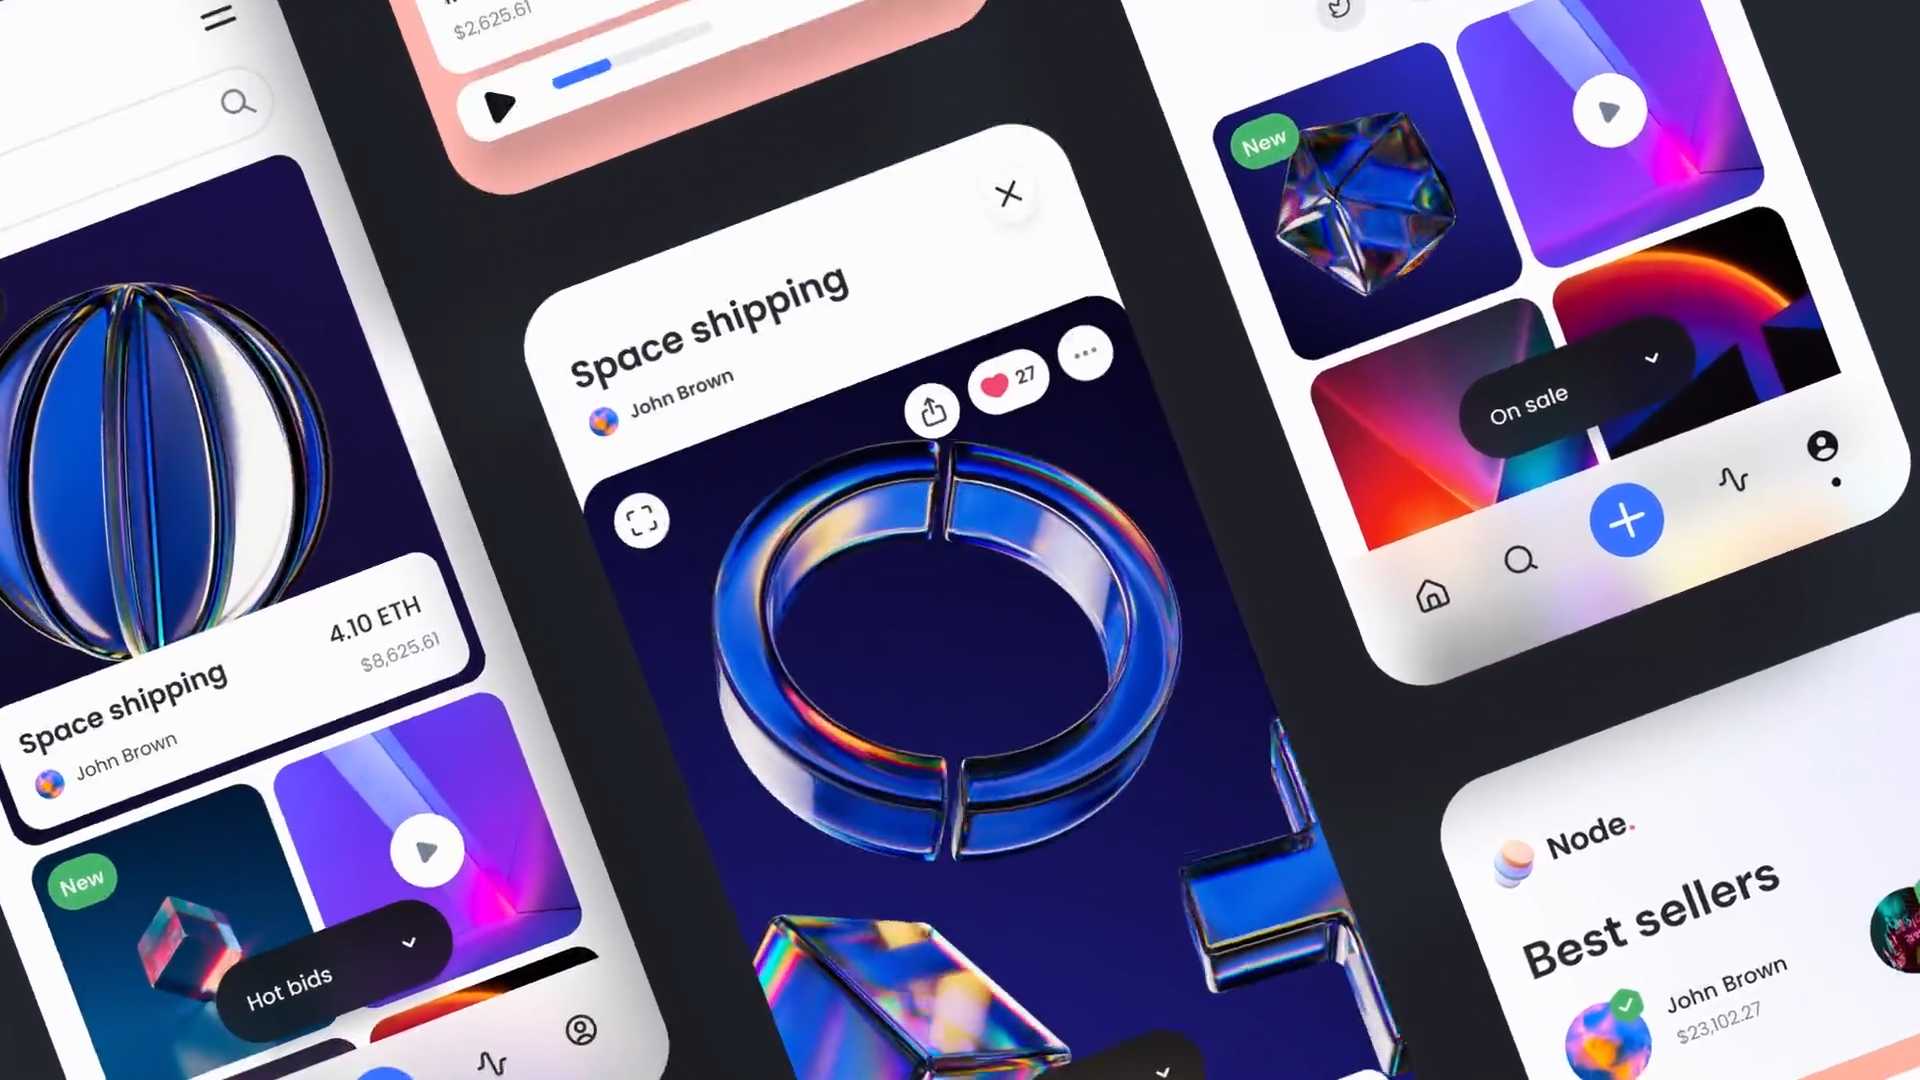 $2,625.61
Space shipping
John Brown
27
New
On sale
4.10 ETH
$8,625.61
Space shipping
John Brown
New
Hot bids
Node.
Best sellers
John Brown
$23,102.27